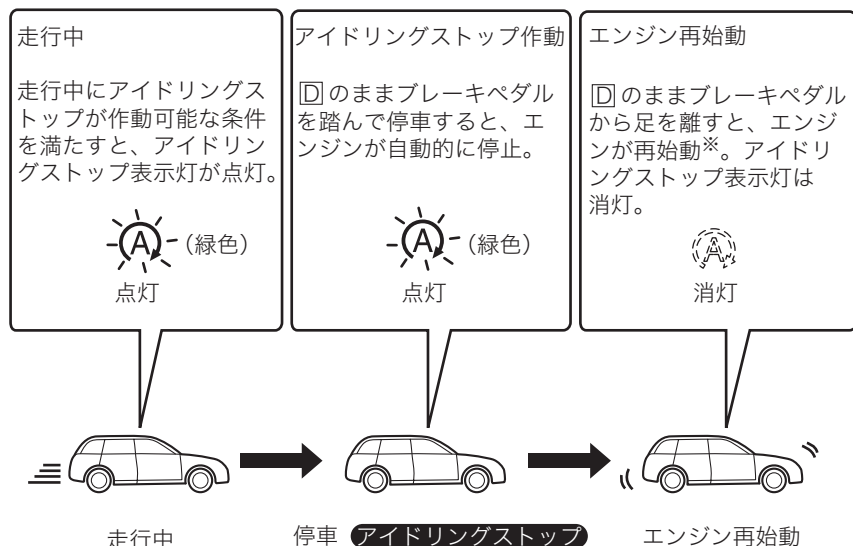 走行中
走行中にアイドリングス
トップが作動可能な条件
を満たすと、アイドリン
グストップ表示灯が点灯。
A
(緑色)
点灯
アイドリングストップ作動
Dのままブレーキペダル
を踏んで停車すると、エ
ンジンが自動的に停止。
A
(緑色)
点灯
エンジン再始動
Dのままブレーキペダル
から足を離すと、エンジ
ンが再始動※。アイドリ
ングストップ表示灯は
消灯。
A
消灯
走行中
停車 アイドリングストップ
エンジン再始動